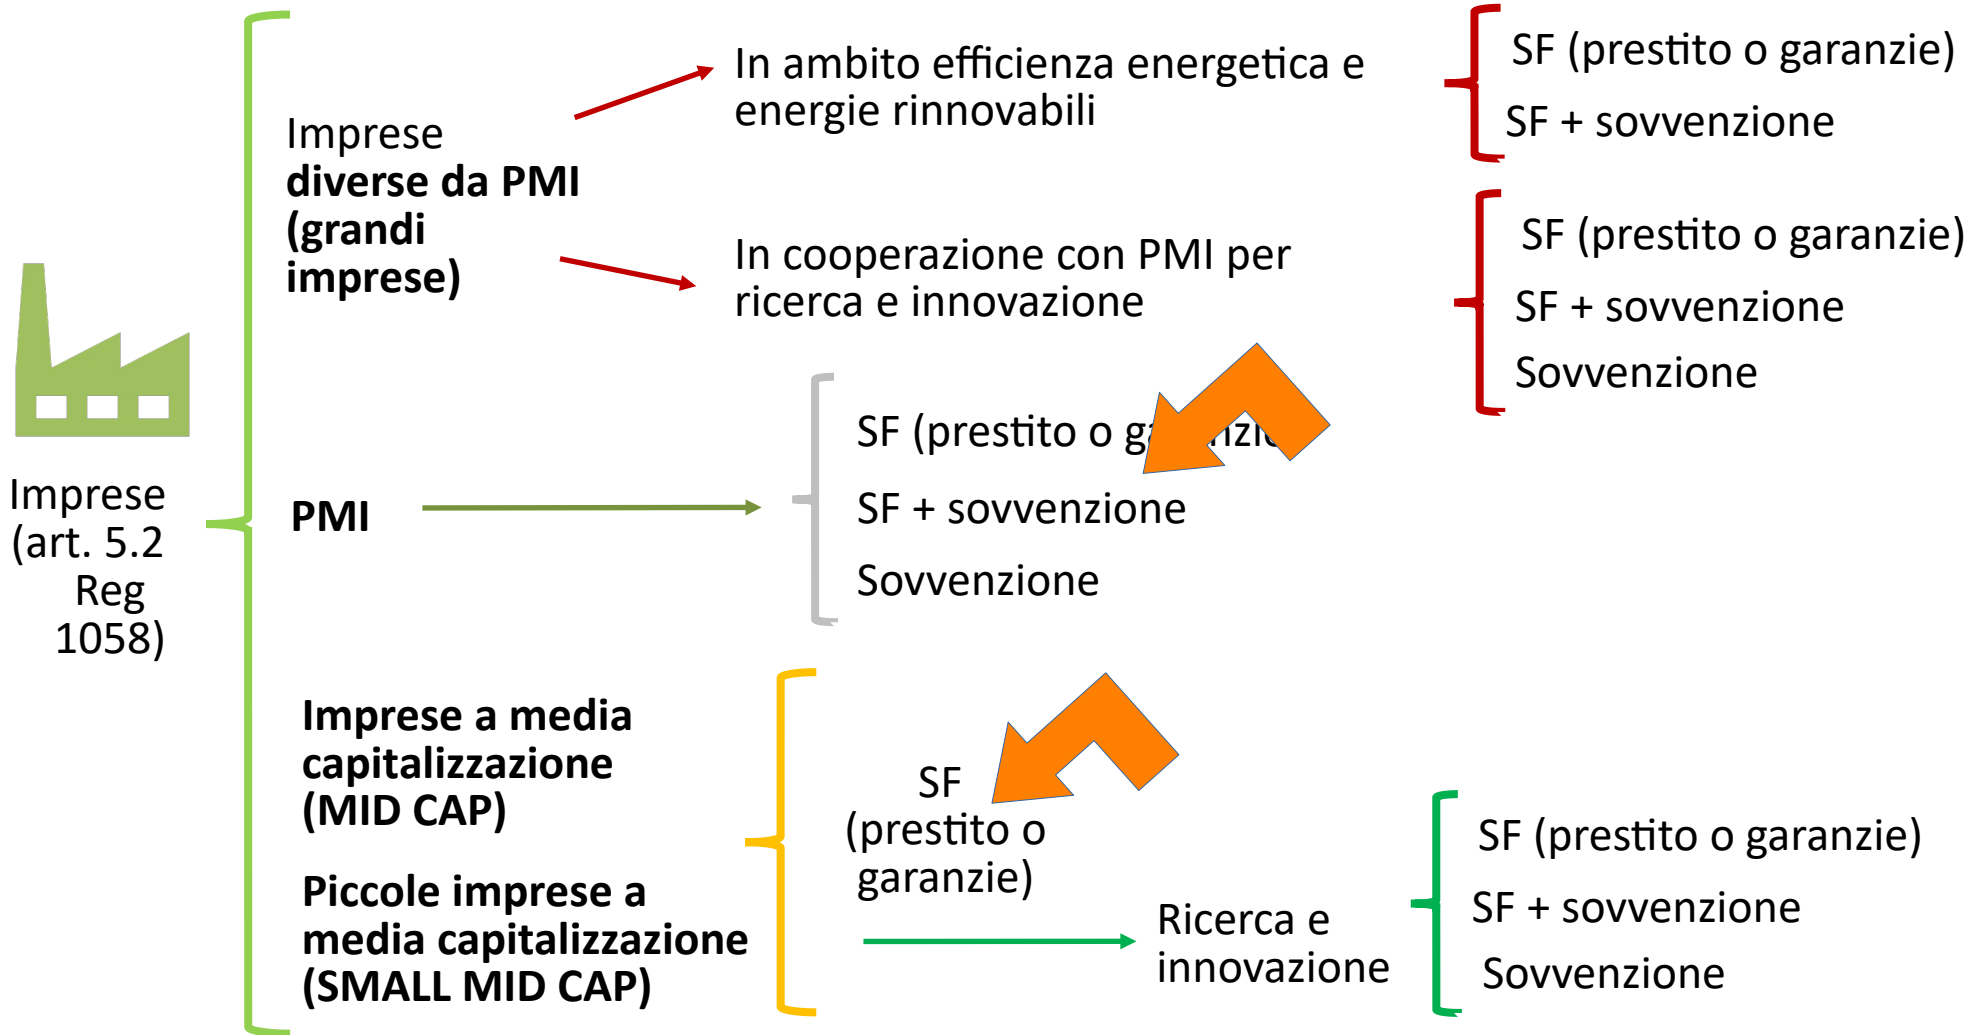 Imprese
(art. 5.2
Reg
1058)
Imprese
diverse da PMI
(grandi
imprese)
In ambito efficienza energetica e
energie rinnovabili
SF (prestito o garanzie)
SF + sovvenzione
In cooperazione con PMI per
ricerca e innovazione
SF (prestito o garanzie)
SF + sovvenzione
Sovvenzione
PMI
SF (prestito o
SF + sovvenzione
Sovvenzione
Imprese a media
capitalizzazione
(MID CAP)
Piccole imprese a
media capitalizzazione
(SMALL MID CAP)
SF
(prestito o
garanzie)
Ricerca e
innovazione
SF (prestito o garanzie)
SF + sovvenzione
Sovvenzione